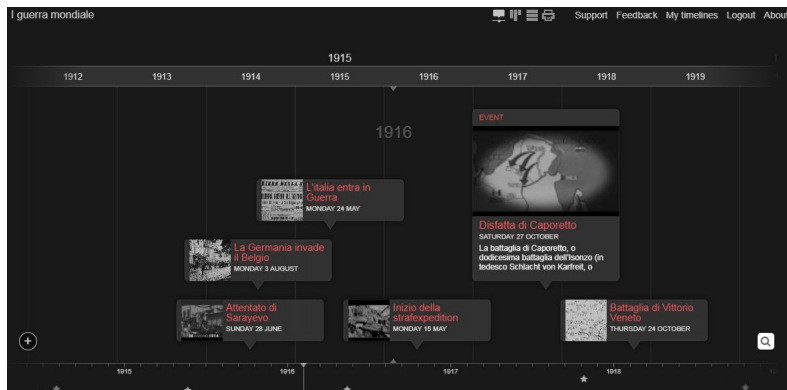 I guerra mondiale
Support Feedback My timelines Logout About
1915
1912 1913 1914 1915 1916 1917 1918 1919
1916
EVENT
Disfatta di Caporetto
SATURDAY 27 OCTOBER
La battaglia di Caporetto, o
dodicesima battaglia dell'Isonzo (in
tedesco Schlacht von Karfreit, o
L'italia entra in
Guerra
MONDAY 24 MAY
La Germania invade
il Belgio
MONDAY 3 AUGUST
Attentato di
Sarayevo
SUNDAY 28 JUNE
Inizio della
strafexpedition
MONDAY 15 MAY
Battaglia di Vittorio
Veneto
THURSDAY 24 OCTOBER
1915 1916 1917 1918